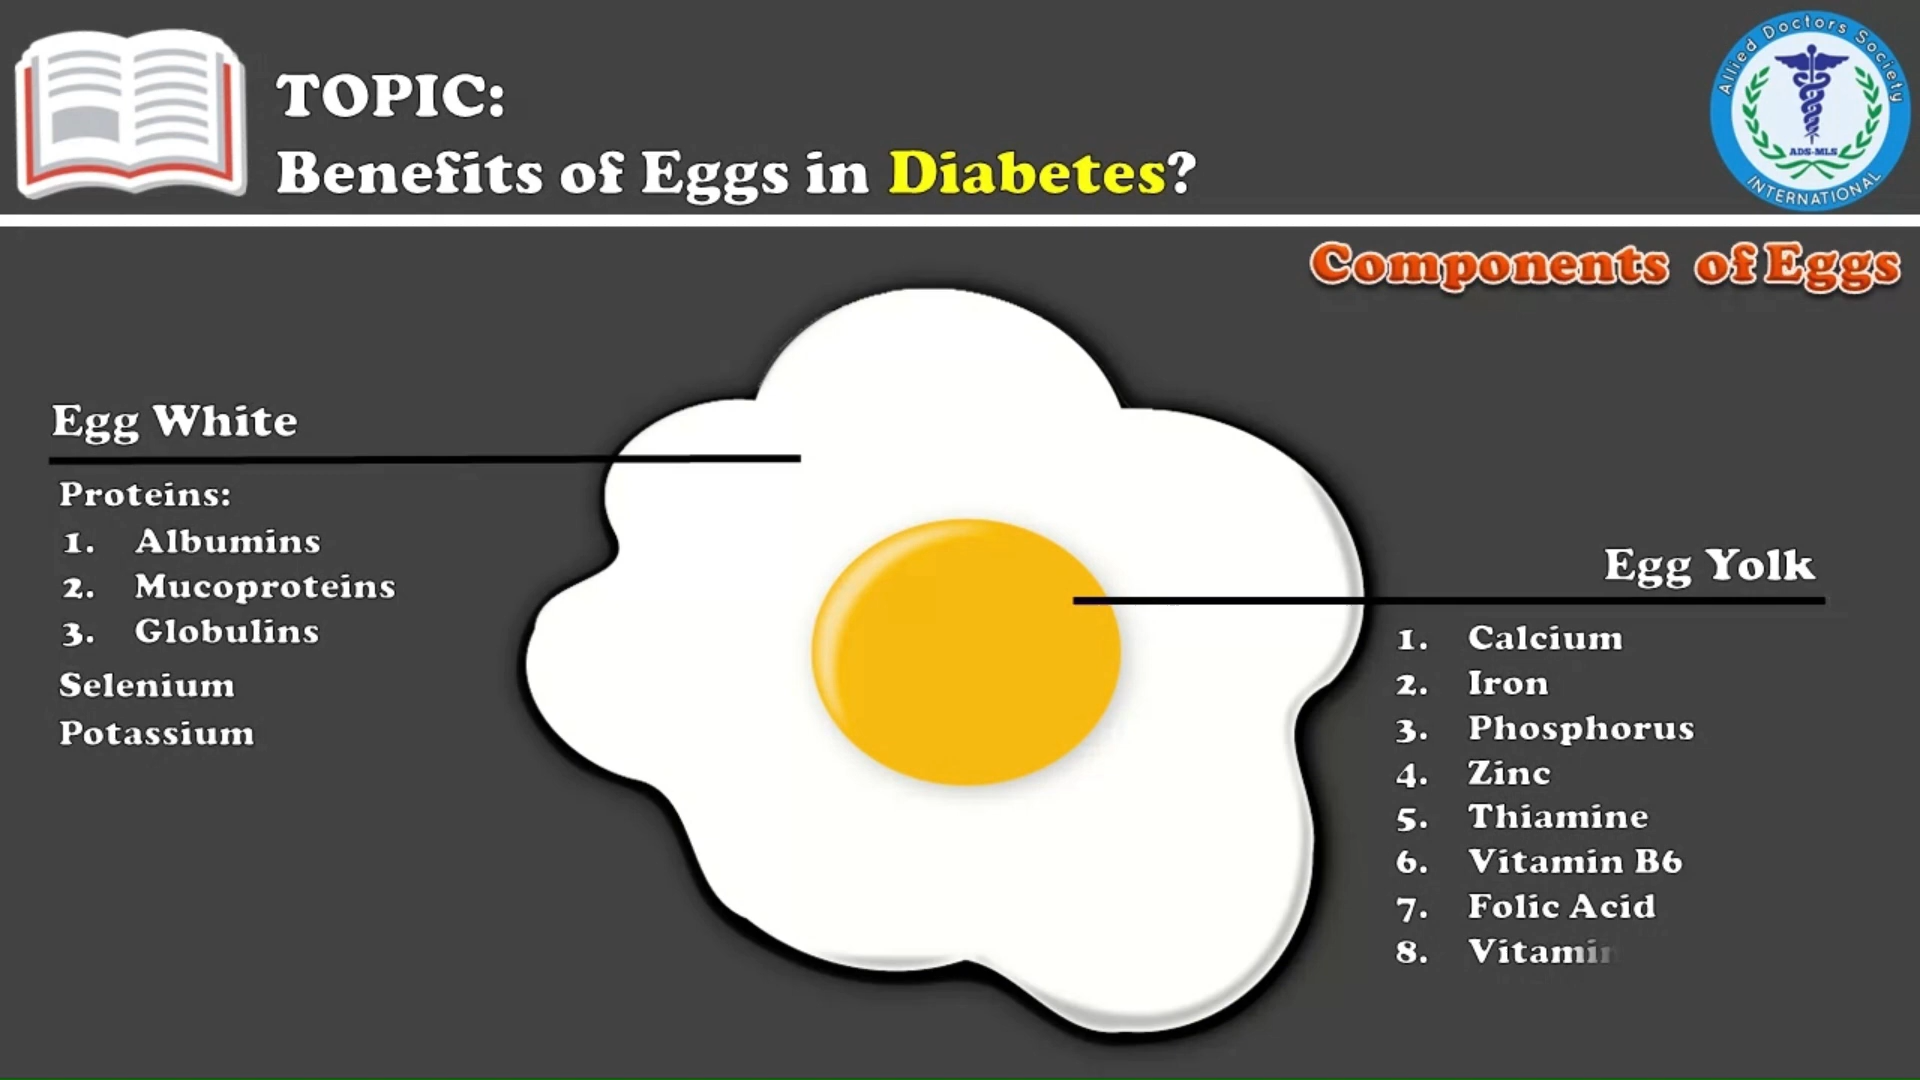 TOPIC:
Benefits of Eggs in Diabetes?
Allied Doctors Society
ADS-MLS
INTERNATIONAL
Components of Eggs
Egg White
Proteins:
1. Albumins
2. Mucoproteins
3. Globulins
Selenium
Potassium
Egg Yolk
1. Calcium
2. Iron
3. Phosphorus
4. Zinc
5. Thiamine
6. Vitamin B6
7. Folic Acid
8. Vitamin